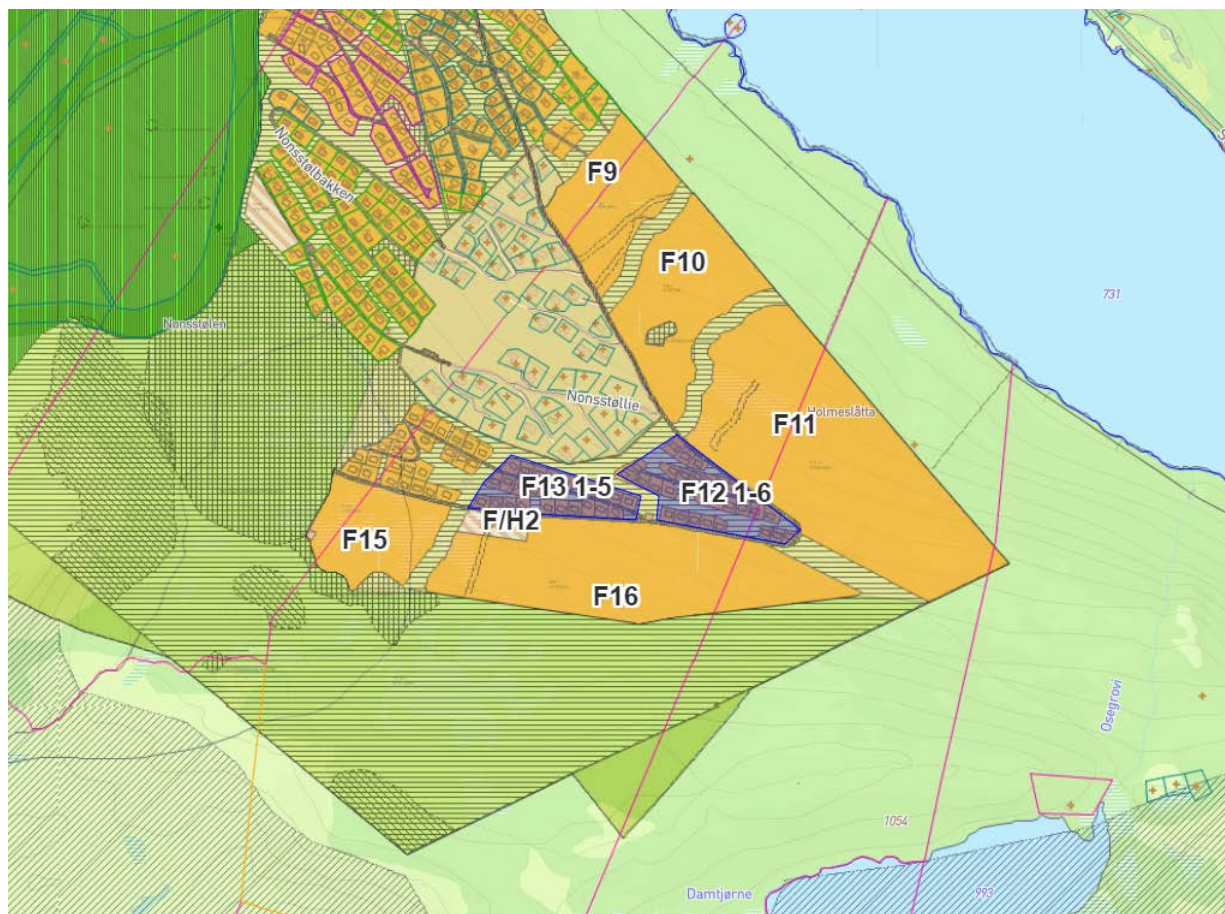 F9
Nonsstølbakken
F10
731
Nonsstølen
Nonsstøllie
Holmeslåtta
F11
F13 1-5
F12 1-6
F/H2
F15
F16
Osegrovi
1054
Damtjørne
993